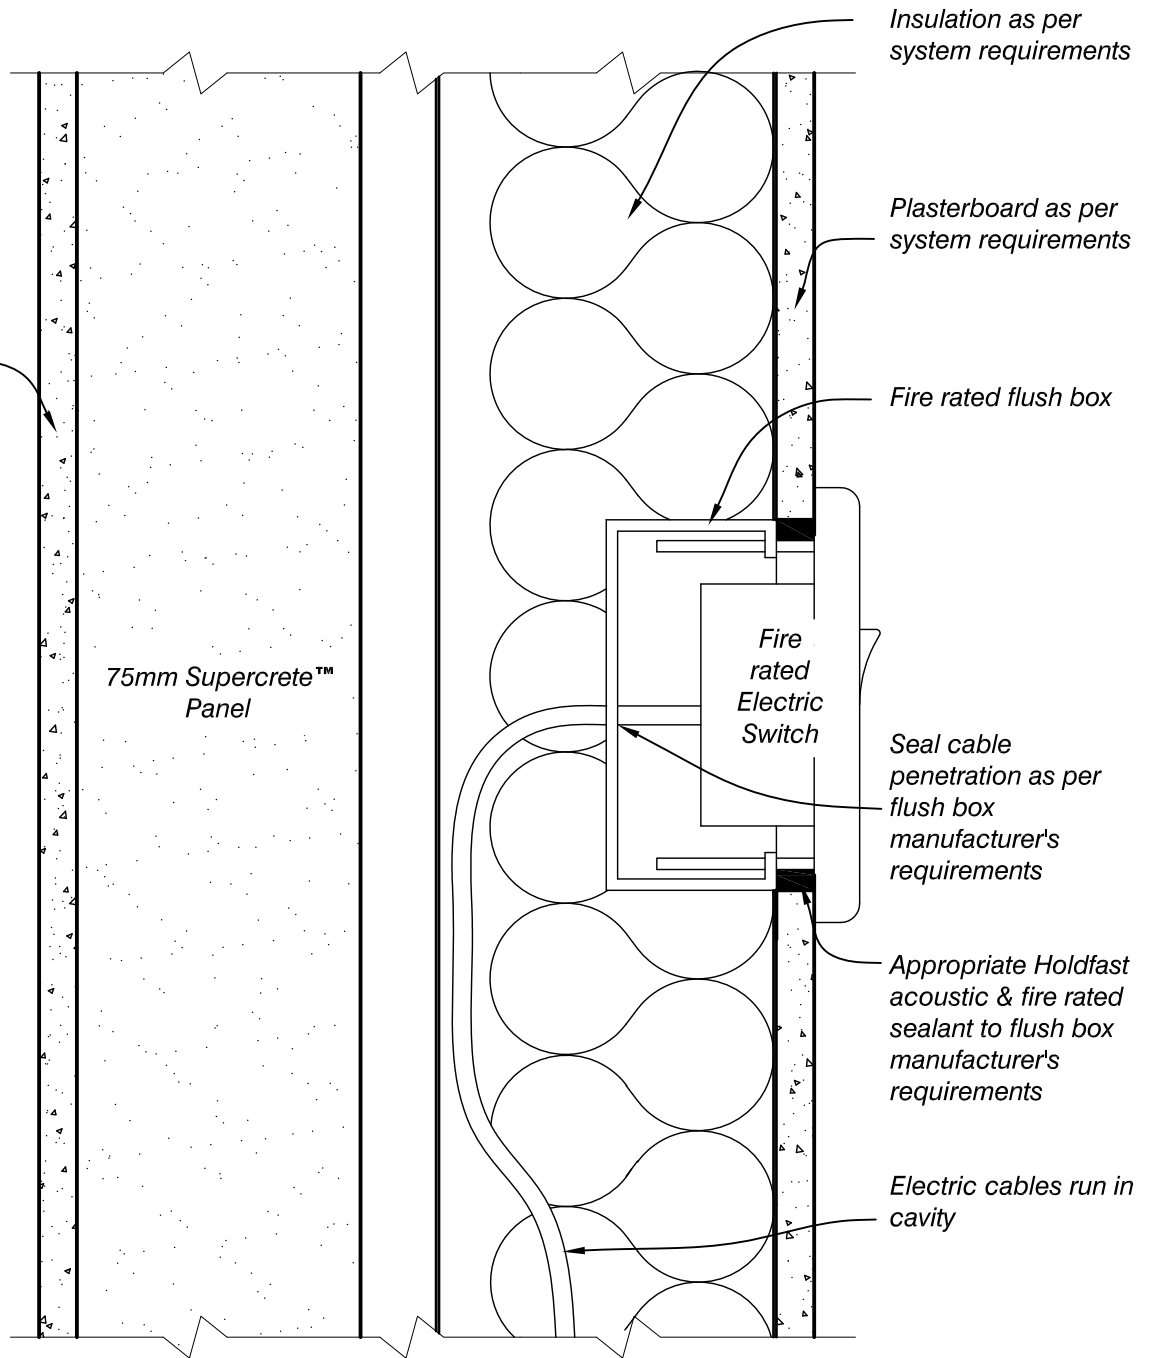 Insulation as per
system requirements
Plasterboard as per
system requirements
Fire rated flush box
75mm Supercrete™
Panel
Fire
rated
Electric
Switch
Seal cable
penetration as per
flush box
manufacturer's
requirements
Appropriate Holdfast
acoustic & fire rated
sealant to flush box
manufacturer's
requirements
Electric cables run in
cavity